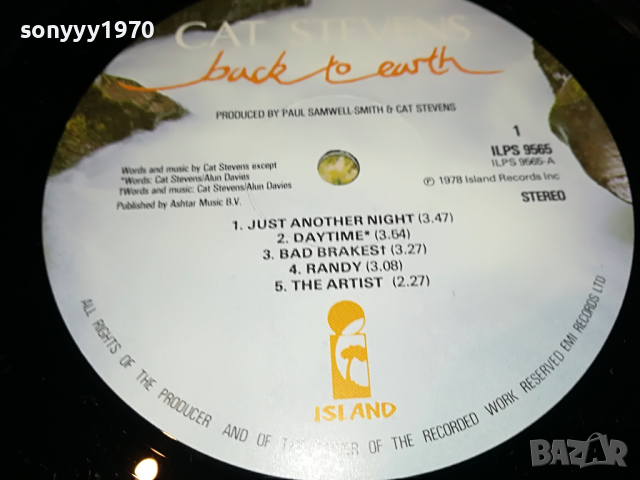 sonyyy1970
CAT STEVENS
back to earth
PRODUCED BY PAUL SAMWELL-SMITH & CAT STEVENS
1
ILPS 9565
ILPS 9565-A
Words and music by Cat Stevens except
*Words: Cat Stevens/Alun Davies
†Words and music: Cat Stevens/Alun Davies
Published by Ashtar Music B.V.
℗ 1978 Island Records Inc
STEREO
1. JUST ANOTHER NIGHT (3.47)
2. DAYTIME* (3.54)
3. BAD BRAKES† (3.27)
4. RANDY (3.08)
5. THE ARTIST (2.27)
ISLAND
ALL RIGHTS OF THE PRODUCER AND OF THE OWNER OF THE RECORDED WORK RESERVED EMI RECORDS LTD
BAZAR